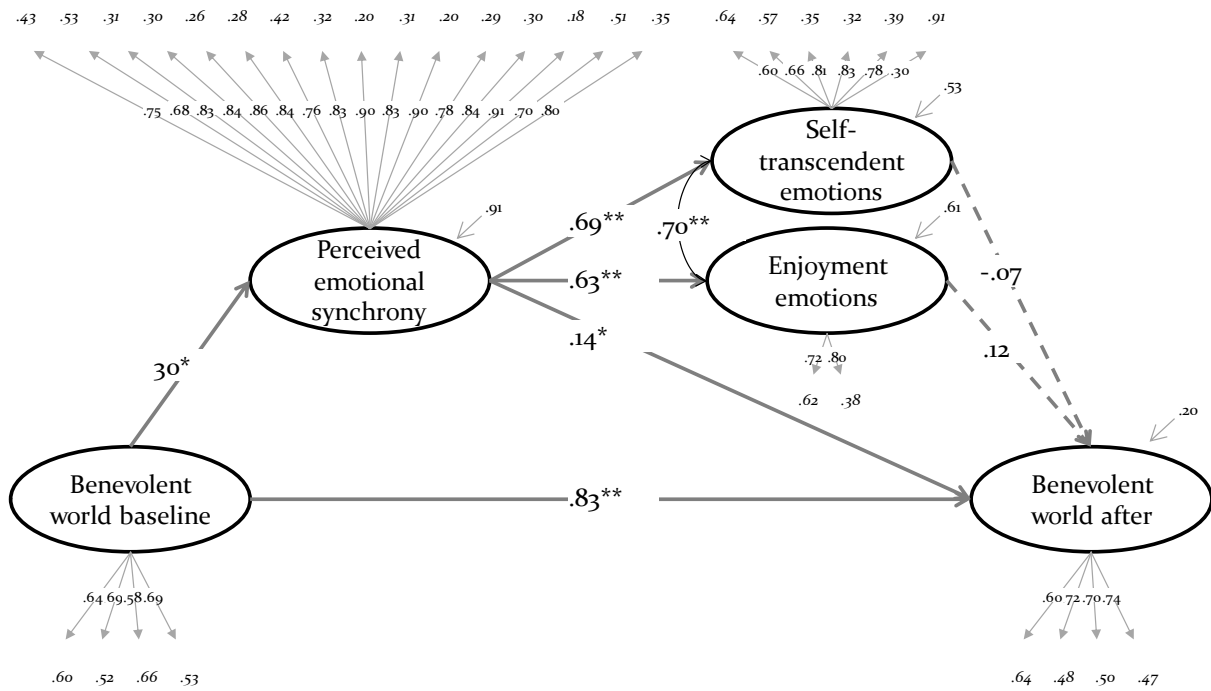 .43 .53 .31 .30 .26 .28 .42 .32 .20 .31 .20 .29 .30 .18 .51 .35 .64 .57 .35 .32 .39 .91
.75 .68 .83 .84 .86 .84 .76 .83 .90 .83 .90 .78 .84 .91 .70 .80
.60 .66 .81 .83 .78 .30
.53
Self-
transcendent
emotions
.91
.69**
.70**
.61
Perceived
emotional
synchrony
.63**
Enjoyment
emotions
-.07
.14*
.12
.72 .80
.62 .38
30*
.20
Benevolent
world baseline
.83**
Benevolent
world after
.64 .69 .58 .69
.60 .72 .70 .74
.60 .52 .66 .53
.64 .48 .50 .47